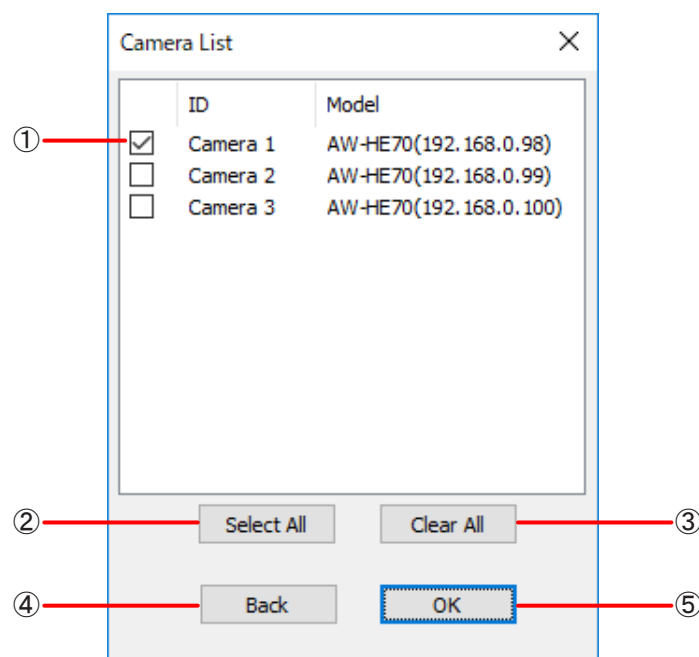 Camera List
ID Model
① Camera 1 AW-HE70(192.168.0.98)
Camera 2 AW-HE70(192.168.0.99)
Camera 3 AW-HE70(192.168.0.100)
② Select All Clear All ③
④ Back OK ⑤